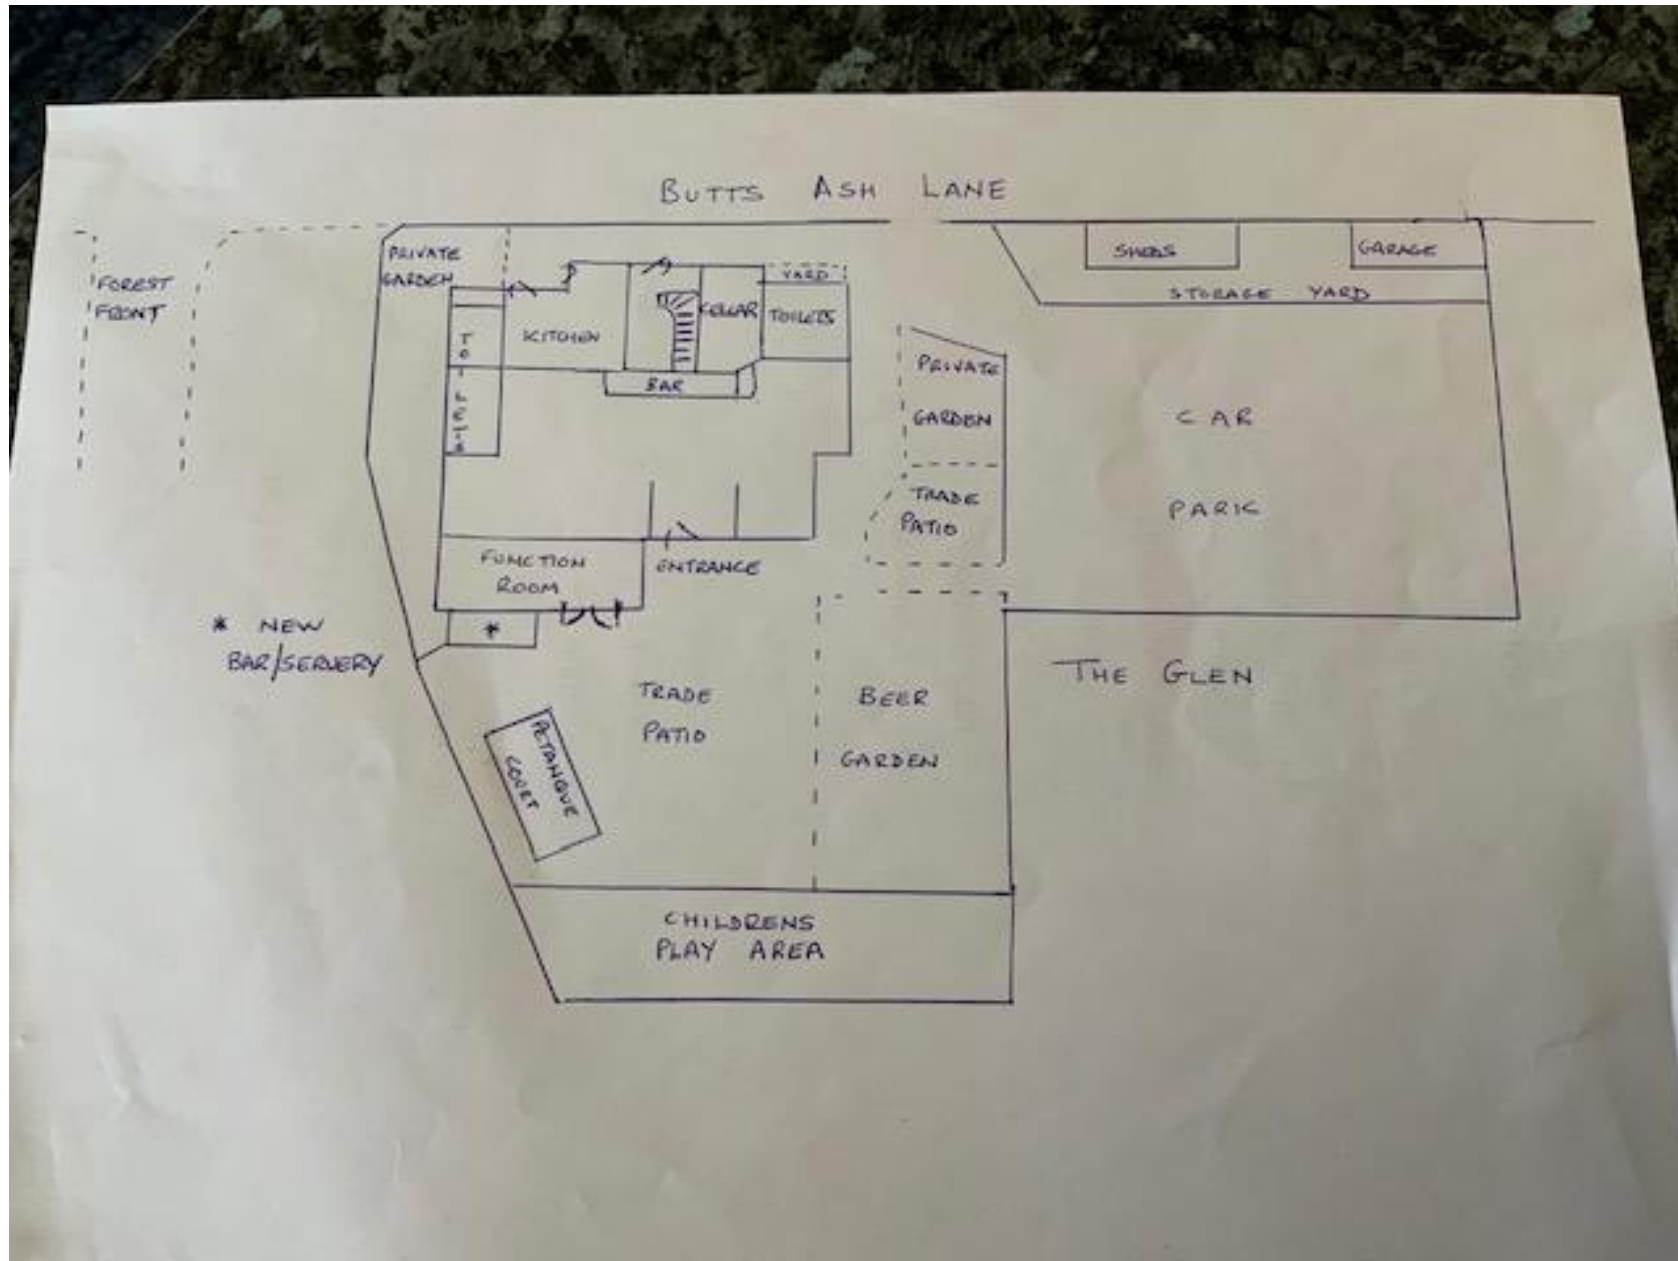 BUTTS ASH LANE
FOREST
FRONT
PRIVATE
GARDEN
SHEDS
GARAGE
STORAGE YARD
YARD
TOILETS
CELLAR
KITCHEN
TOILETS
BAR
PRIVATE
GARDEN
TRADE
PATIO
CAR
PARK
FUNCTION
ROOM
ENTRANCE
*
* NEW
BAR/SERVERY
TRADE
PATIO
BEER
GARDEN
THE GLEN
PETANQUE
COURT
CHILDRENS
PLAY AREA